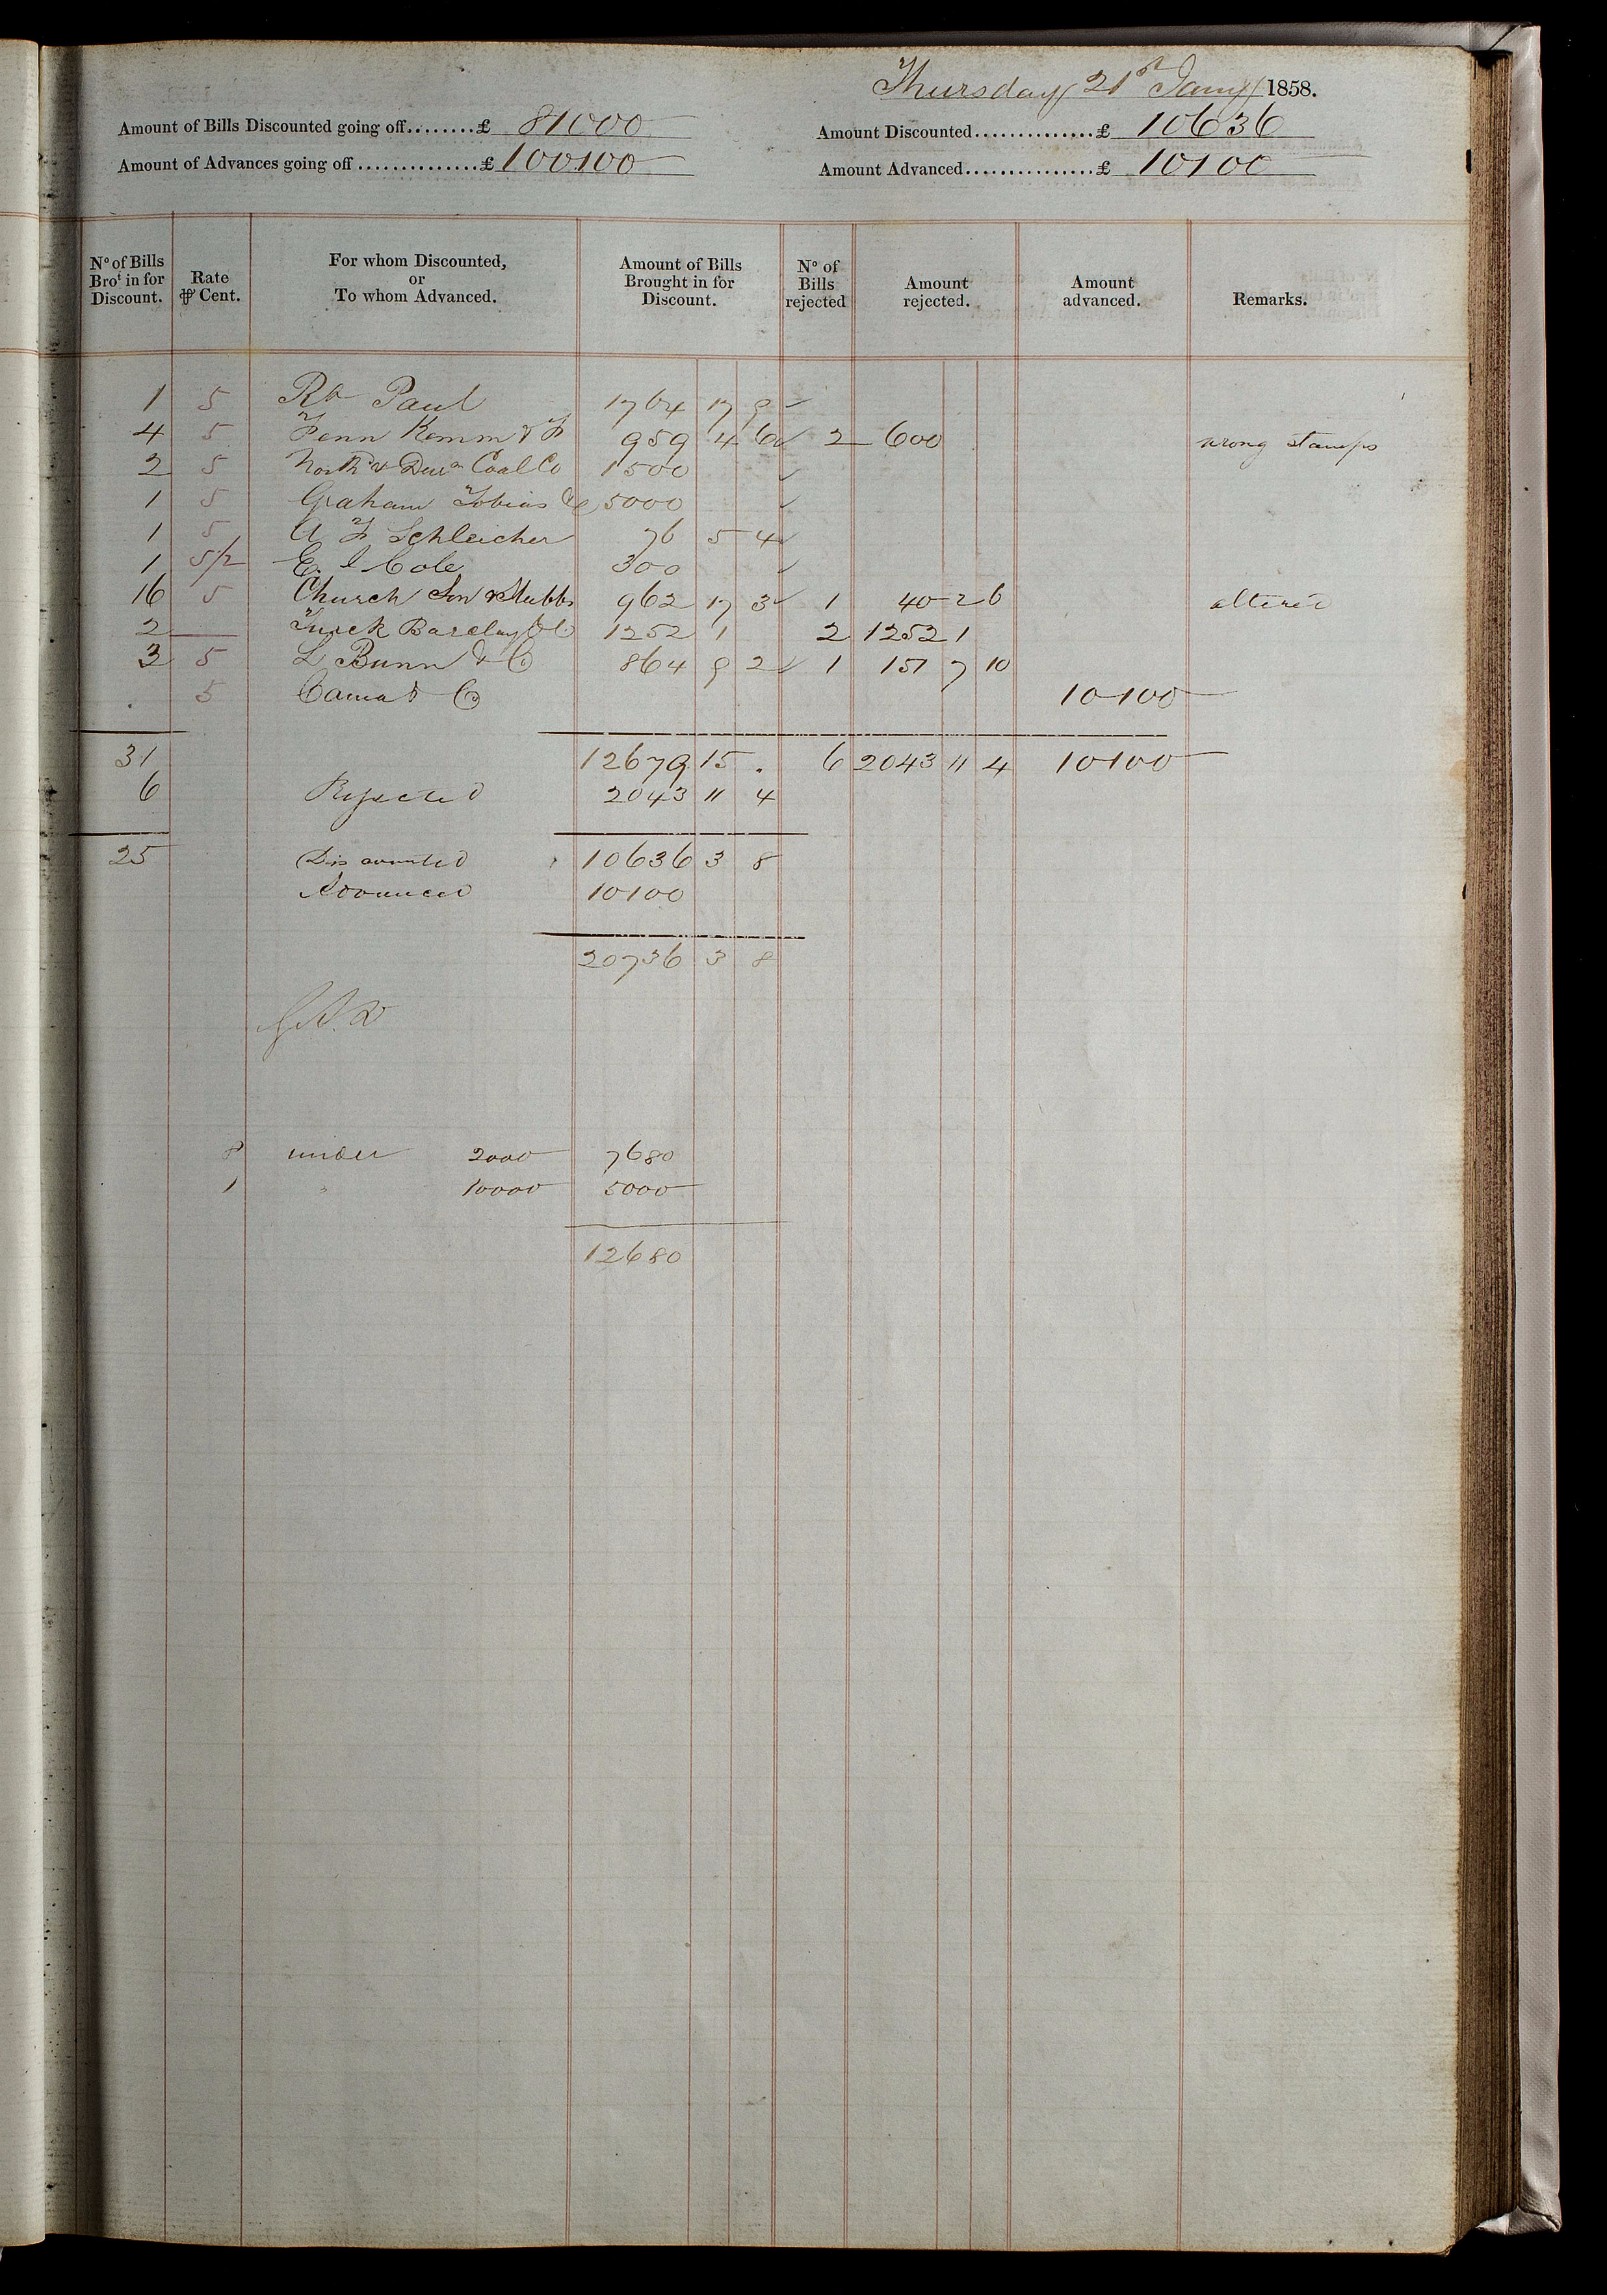 Thursday 21st Jany 1858.
Amount of Bills Discounted going off........£ 81000
Amount Discounted..............£ 10636
Amount of Advances going off..............£ 100100
Amount Advanced................£ 10100
No of Bills Brot in for Discount. Rate ⅌ Cent. For whom Discounted, or To whom Advanced. Amount of Bills Brought in for Discount. No of Bills rejected Amount rejected. Amount advanced. Remarks.
1 5 Rt Paul 1764 17 9
4 5 Fenn Kemm & F 959 4 6 2 600 wrong stamps
2 5 North & Dur Coal Co 1500
1 5 Graham Tobias & 5000
1 5 A F Schleicher 76 5 4
1 5½ E I Cole 300
16 5 Church Son & Stubbs 962 17 3 1 40 2 6 altered
2 — Barclay & Co 1252 1 2 1252 1
3 5 L Bunn & Co 864 9 2 1 151 7 10
5 Cama & Co 10100
31 12679 15 . 6 2043 11 4 10100
6 Rejected 2043 11 4
25 Discounted 10636 3 8
Advanced 10100
20736 3 8
8 under 2000 7680
1 " 10000 5000
12680